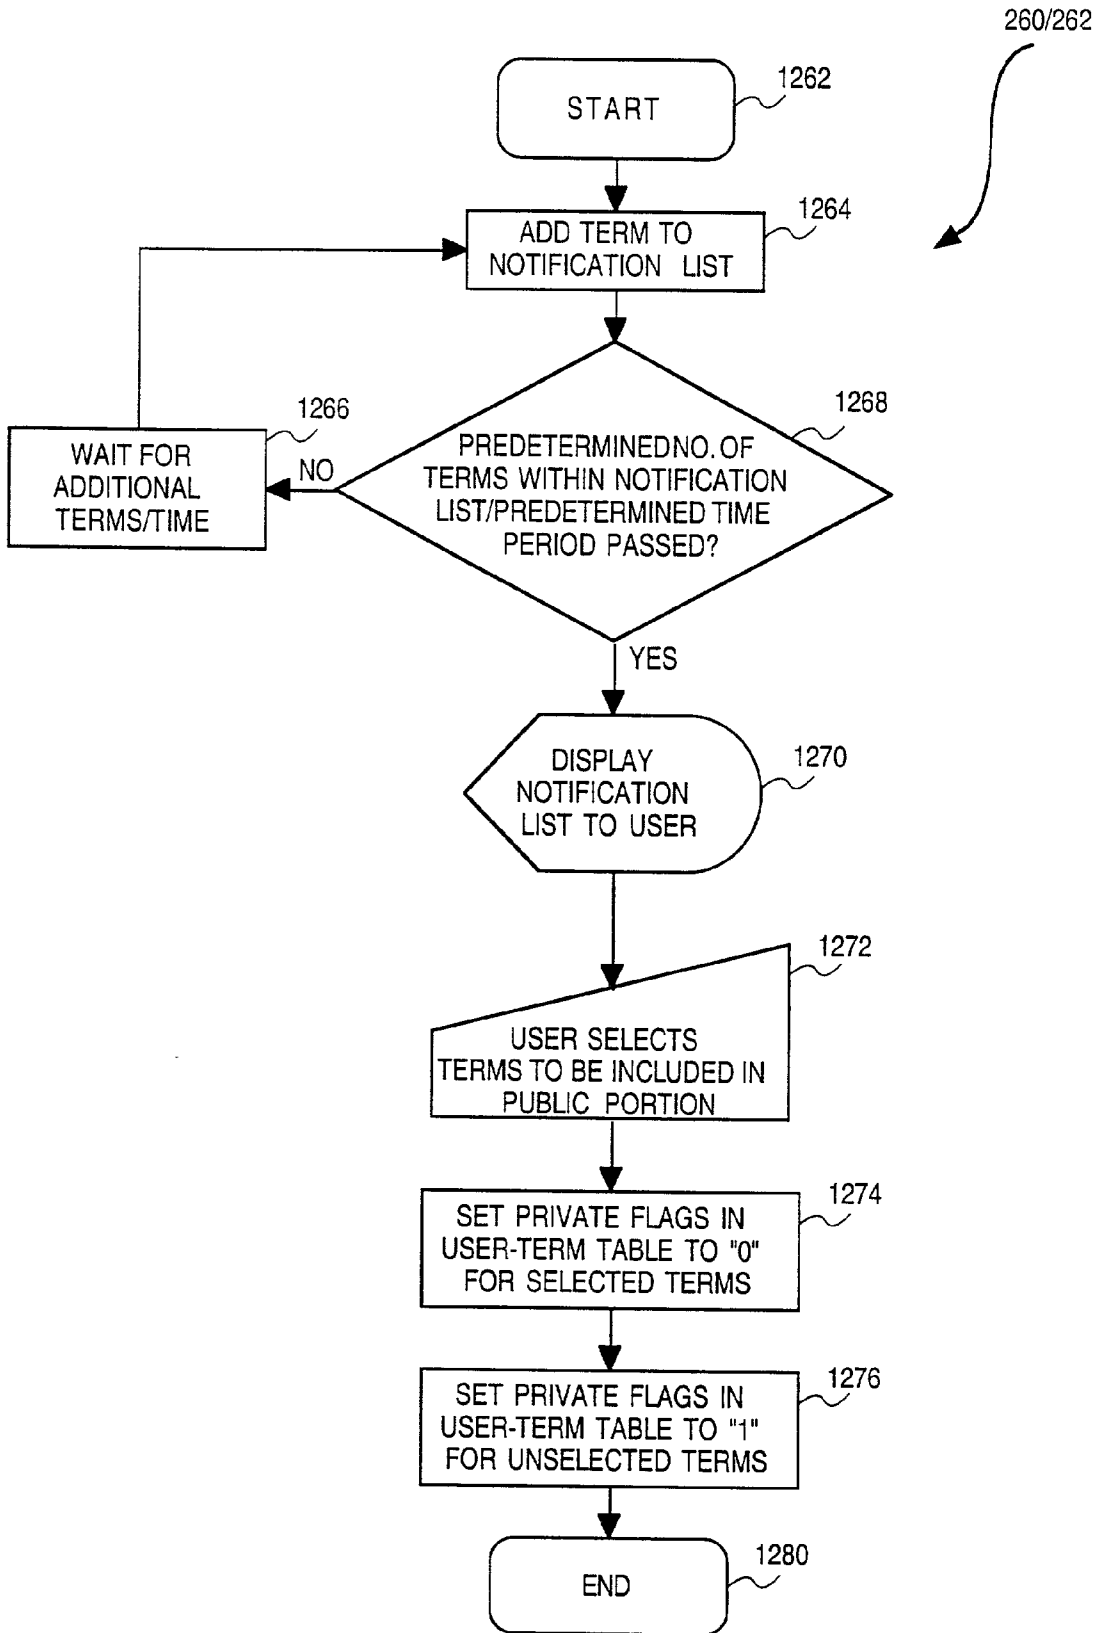 260/262
1262
START
1264
ADD TERM TO
NOTIFICATION LIST
1266
WAIT FOR
ADDITIONAL
TERMS/TIME
NO
1268
PREDETERMINED NO. OF
TERMS WITHIN NOTIFICATION
LIST/PREDETERMINED TIME
PERIOD PASSED?
YES
1270
DISPLAY
NOTIFICATION
LIST TO USER
1272
USER SELECTS
TERMS TO BE INCLUDED IN
PUBLIC PORTION
1274
SET PRIVATE FLAGS IN
USER-TERM TABLE TO "0"
FOR SELECTED TERMS
1276
SET PRIVATE FLAGS IN
USER-TERM TABLE TO "1"
FOR UNSELECTED TERMS
1280
END